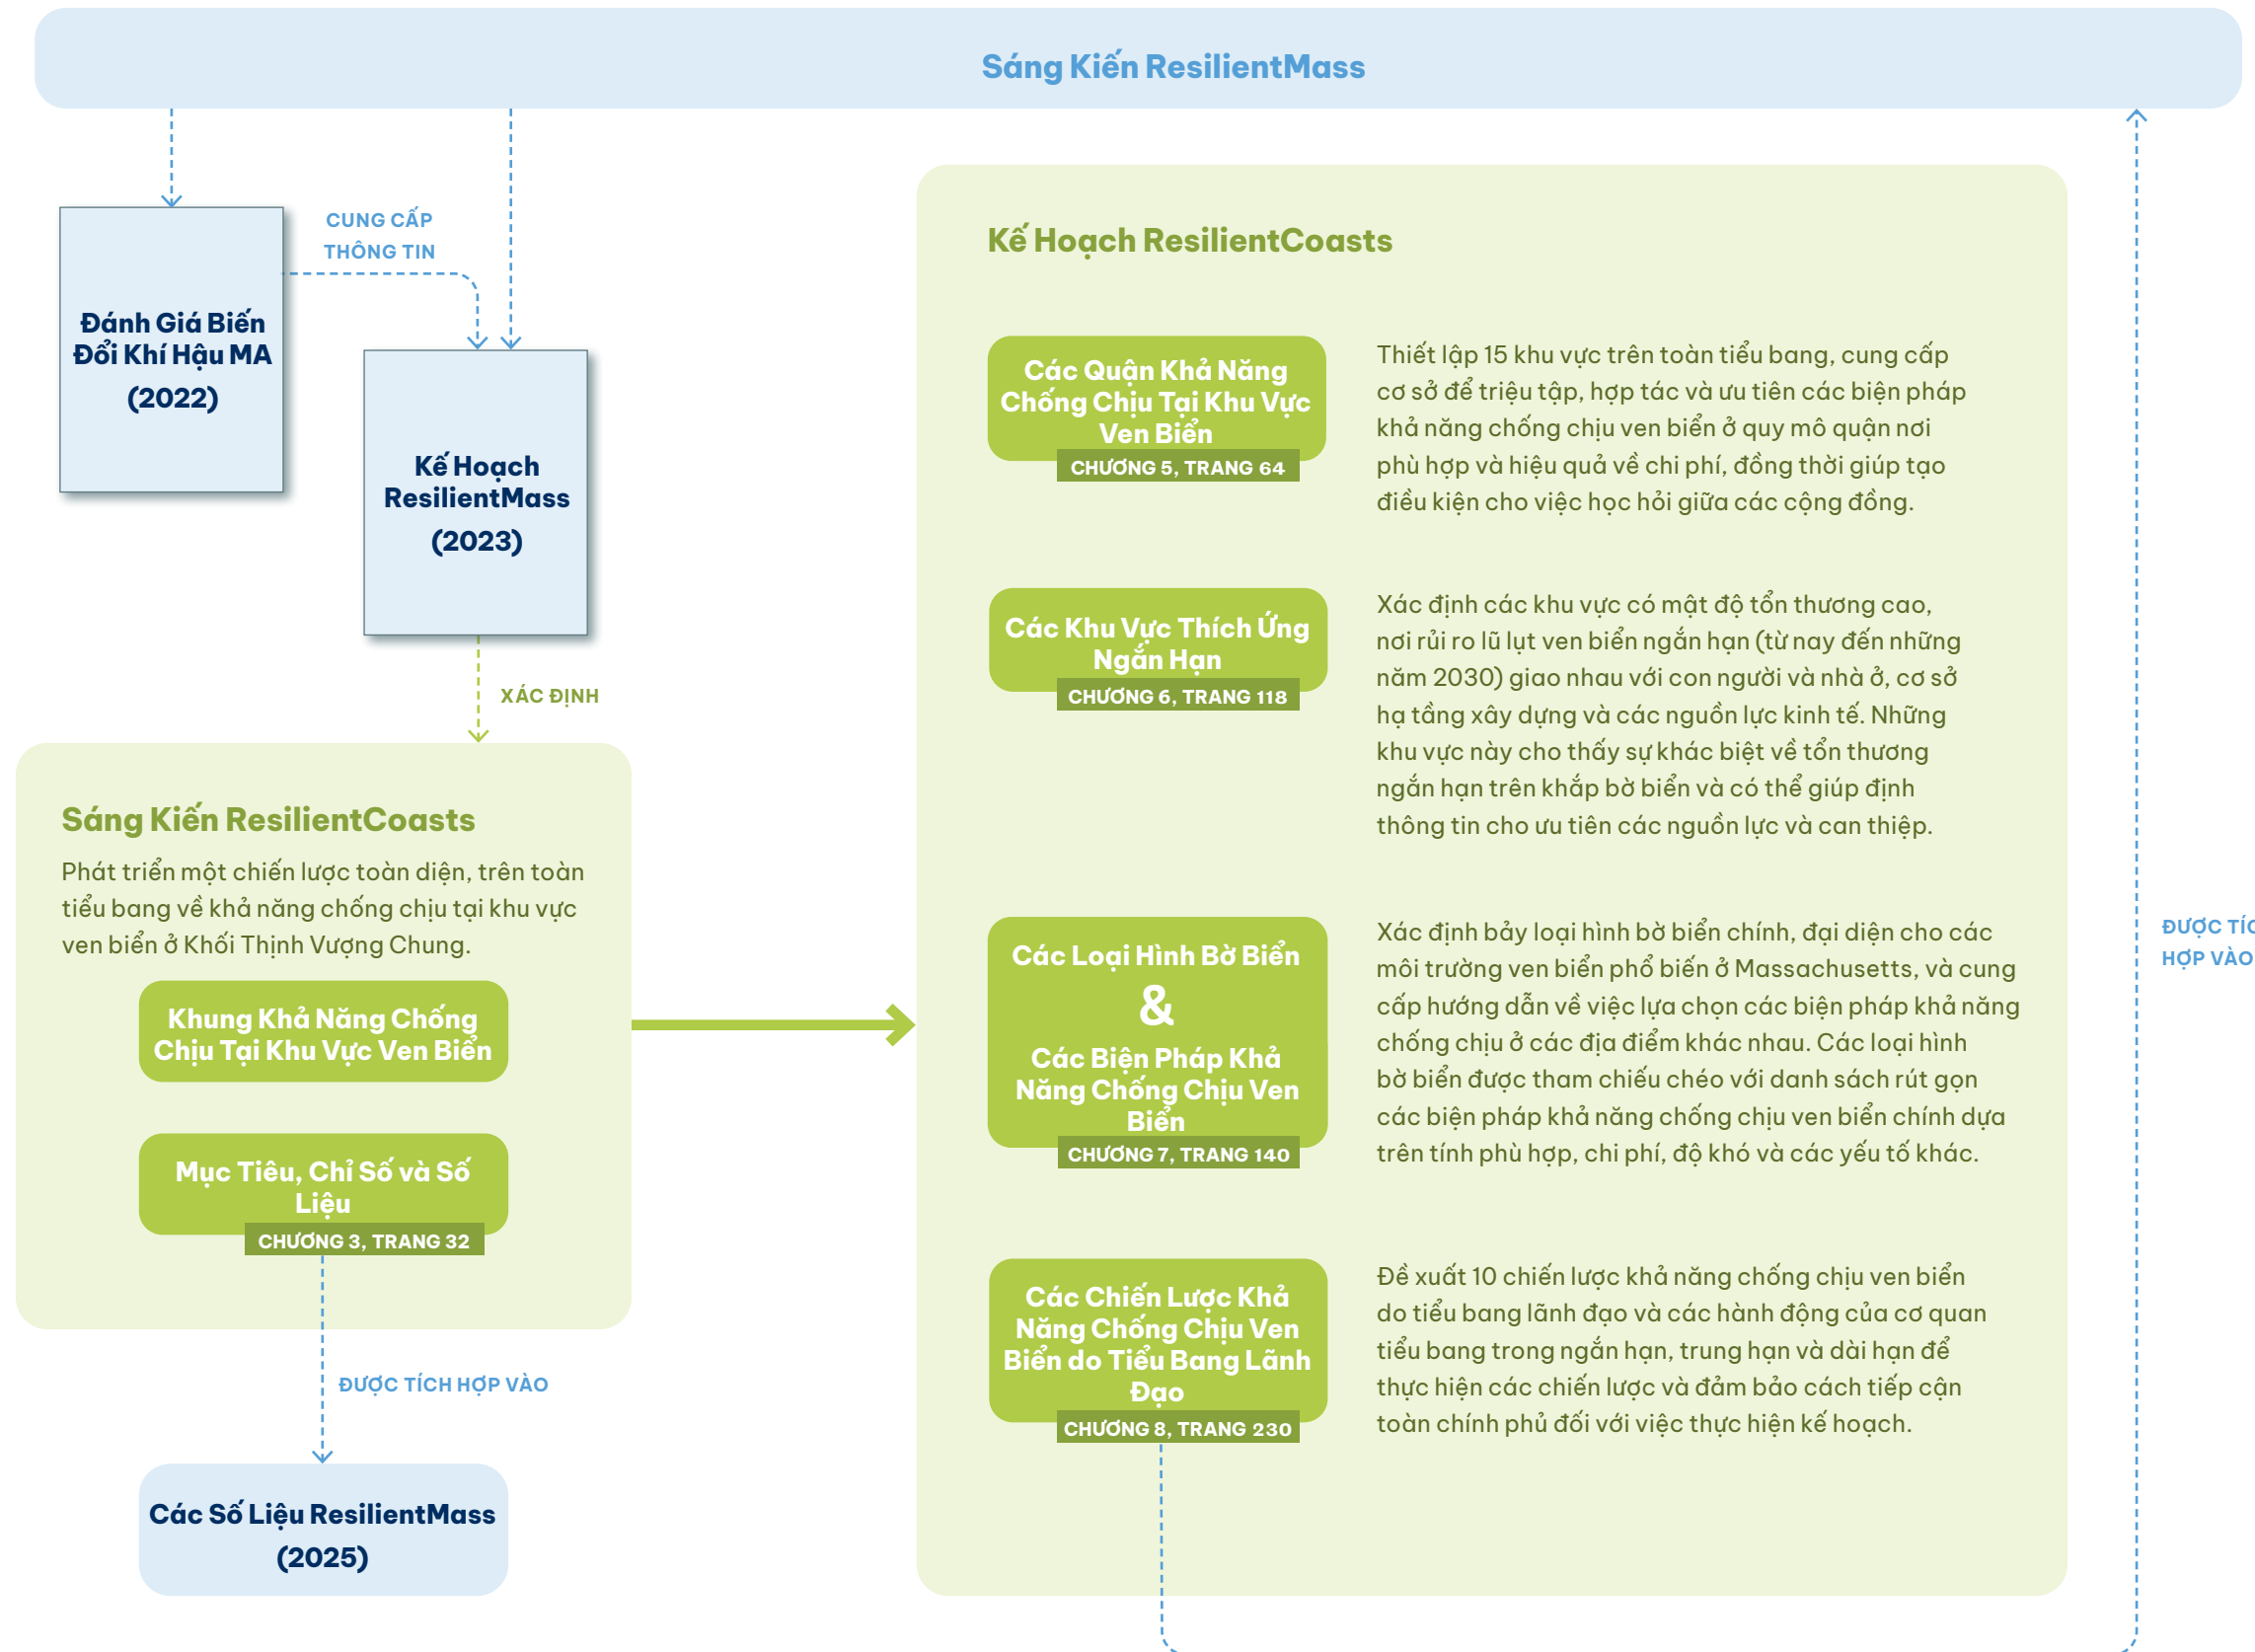 Sáng Kiến ResilientMass
CUNG CẤP
THÔNG TIN
Đánh Giá Biến
Đổi Khí Hậu MA
(2022)
Kế Hoạch
ResilientMass
(2023)
XÁC ĐỊNH
Sáng Kiến ResilientCoasts
Phát triển một chiến lược toàn diện, trên toàn
tiểu bang về khả năng chống chịu tại khu vực
ven biển ở Khối Thịnh Vượng Chung.
Khung Khả Năng Chống
Chịu Tại Khu Vực Ven Biển
Mục Tiêu, Chỉ Số và Số
Liệu
CHƯƠNG 3, TRANG 32
ĐƯỢC TÍCH HỢP VÀO
Các Số Liệu ResilientMass
(2025)
Kế Hoạch ResilientCoasts
Các Quận Khả Năng
Chống Chịu Tại Khu Vực
Ven Biển
CHƯƠNG 5, TRANG 64
Thiết lập 15 khu vực trên toàn tiểu bang, cung cấp
cơ sở để triệu tập, hợp tác và ưu tiên các biện pháp
khả năng chống chịu ven biển ở quy mô quận nơi
phù hợp và hiệu quả về chi phí, đồng thời giúp tạo
điều kiện cho việc học hỏi giữa các cộng đồng.
Các Khu Vực Thích Ứng
Ngắn Hạn
CHƯƠNG 6, TRANG 118
Xác định các khu vực có mật độ tổn thương cao,
nơi rủi ro lũ lụt ven biển ngắn hạn (từ nay đến những
năm 2030) giao nhau với con người và nhà ở, cơ sở
hạ tầng xây dựng và các nguồn lực kinh tế. Những
khu vực này cho thấy sự khác biệt về tổn thương
ngắn hạn trên khắp bờ biển và có thể giúp định
thông tin cho ưu tiên các nguồn lực và can thiệp.
Các Loại Hình Bờ Biển
&
Các Biện Pháp Khả
Năng Chống Chịu Ven
Biển
CHƯƠNG 7, TRANG 140
Xác định bảy loại hình bờ biển chính, đại diện cho các
môi trường ven biển phổ biến ở Massachusetts, và cung
cấp hướng dẫn về việc lựa chọn các biện pháp khả năng
chống chịu ở các địa điểm khác nhau. Các loại hình
bờ biển được tham chiếu chéo với danh sách rút gọn
các biện pháp khả năng chống chịu ven biển chính dựa
trên tính phù hợp, chi phí, độ khó và các yếu tố khác.
Các Chiến Lược Khả
Năng Chống Chịu Ven
Biển do Tiểu Bang Lãnh
Đạo
CHƯƠNG 8, TRANG 230
Đề xuất 10 chiến lược khả năng chống chịu ven biển
do tiểu bang lãnh đạo và các hành động của cơ quan
tiểu bang trong ngắn hạn, trung hạn và dài hạn để
thực hiện các chiến lược và đảm bảo cách tiếp cận
toàn chính phủ đối với việc thực hiện kế hoạch.
ĐƯỢC
HỢP VÀO